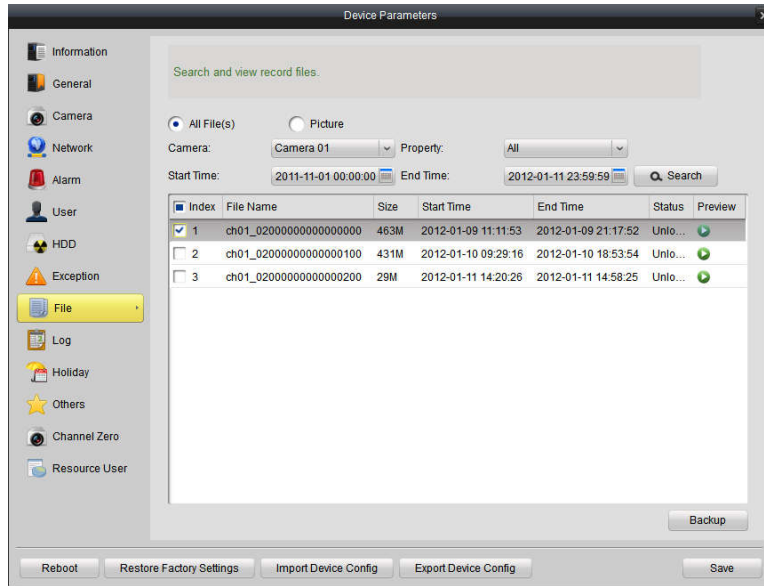 Device Parameters
Information
General
Camera
Network
Alarm
User
HDD
Exception
File
Log
Holiday
Others
Channel Zero
Resource User
Search and view record files.
All File(s) Picture
Camera: Camera 01 Property: All
Start Time: 2011-11-01 00:00:00 End Time: 2012-01-11 23:59:59 Search
Index File Name Size Start Time End Time Status Preview
1 ch01_02000000000000000 463M 2012-01-09 11:11:53 2012-01-09 21:17:52 Unlo...
2 ch01_02000000000000100 431M 2012-01-10 09:29:16 2012-01-10 18:53:54 Unlo...
3 ch01_02000000000000200 29M 2012-01-11 14:20:26 2012-01-11 14:58:25 Unlo...
Backup
Reboot Restore Factory Settings Import Device Config Export Device Config Save